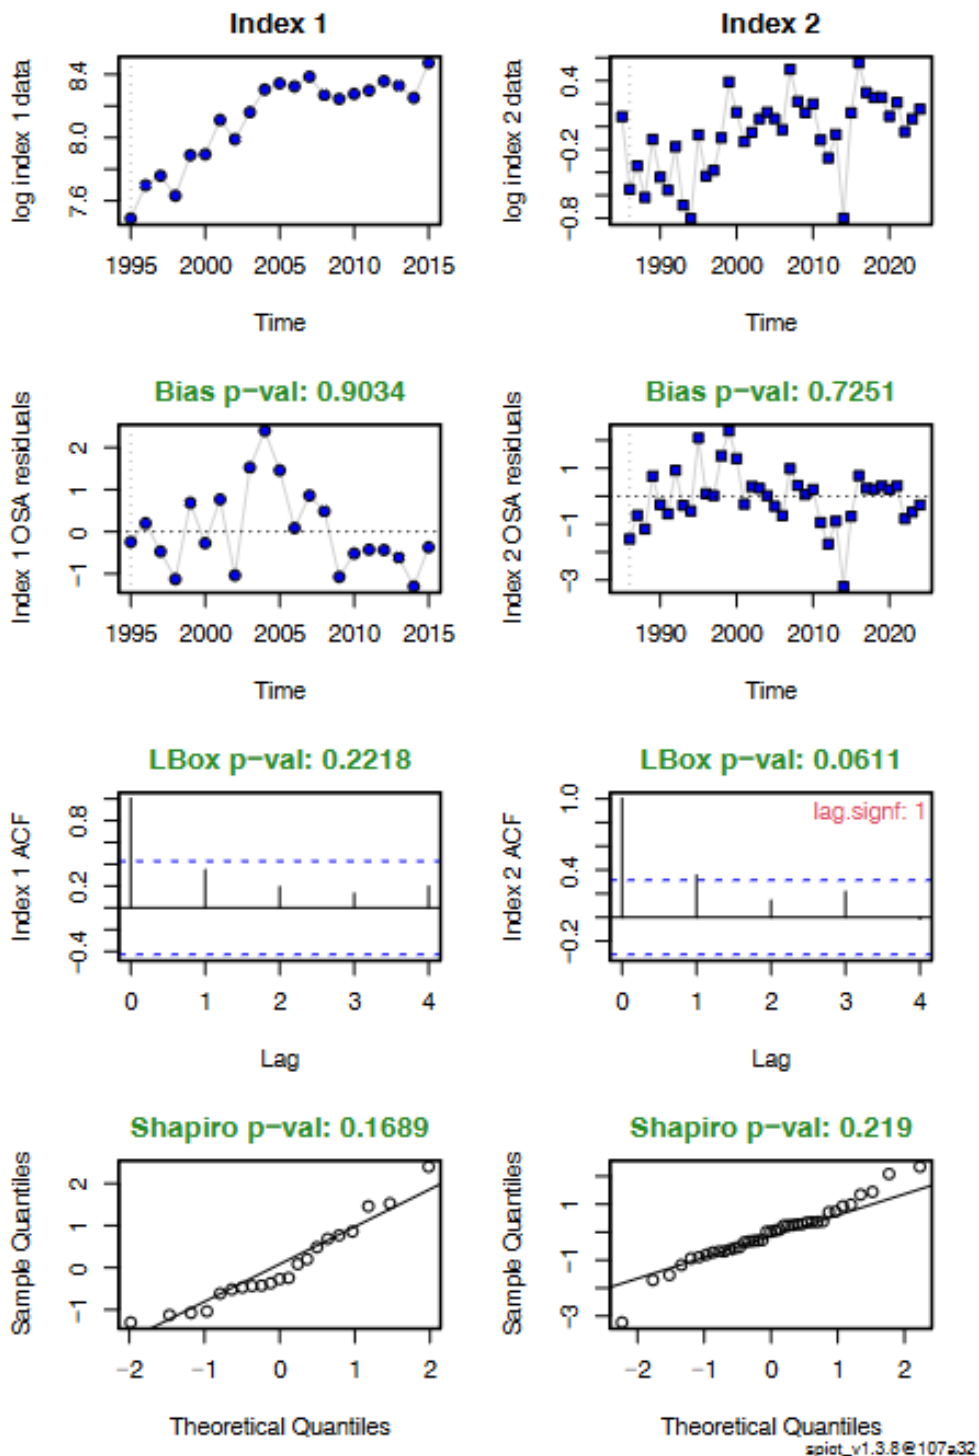 Index 1
Index 2
log index 1 data
7.6 8.0 8.4
1995 2000 2005 2010 2015
Time
log index 2 data
−0.8 −0.2 0.4
1990 2000 2010 2020
Time
Bias p−val: 0.9034
Bias p−val: 0.7251
Index 1 OSA residuals
−1 0 1 2
1995 2000 2005 2010 2015
Time
Index 2 OSA residuals
−3 −1 1
1990 2000 2010 2020
Time
LBox p−val: 0.2218
LBox p−val: 0.0611
Index 1 ACF
−0.4 0.2 0.8
0 1 2 3 4
Lag
Index 2 ACF
−0.2 0.4 1.0
lag.signf: 1
0 1 2 3 4
Lag
Shapiro p−val: 0.1689
Shapiro p−val: 0.219
Sample Quantiles
−1 0 1 2
−2 −1 0 1 2
Theoretical Quantiles
Sample Quantiles
−3 −1 1
−2 −1 0 1 2
Theoretical Quantiles
spict_v1.3.8@107a32